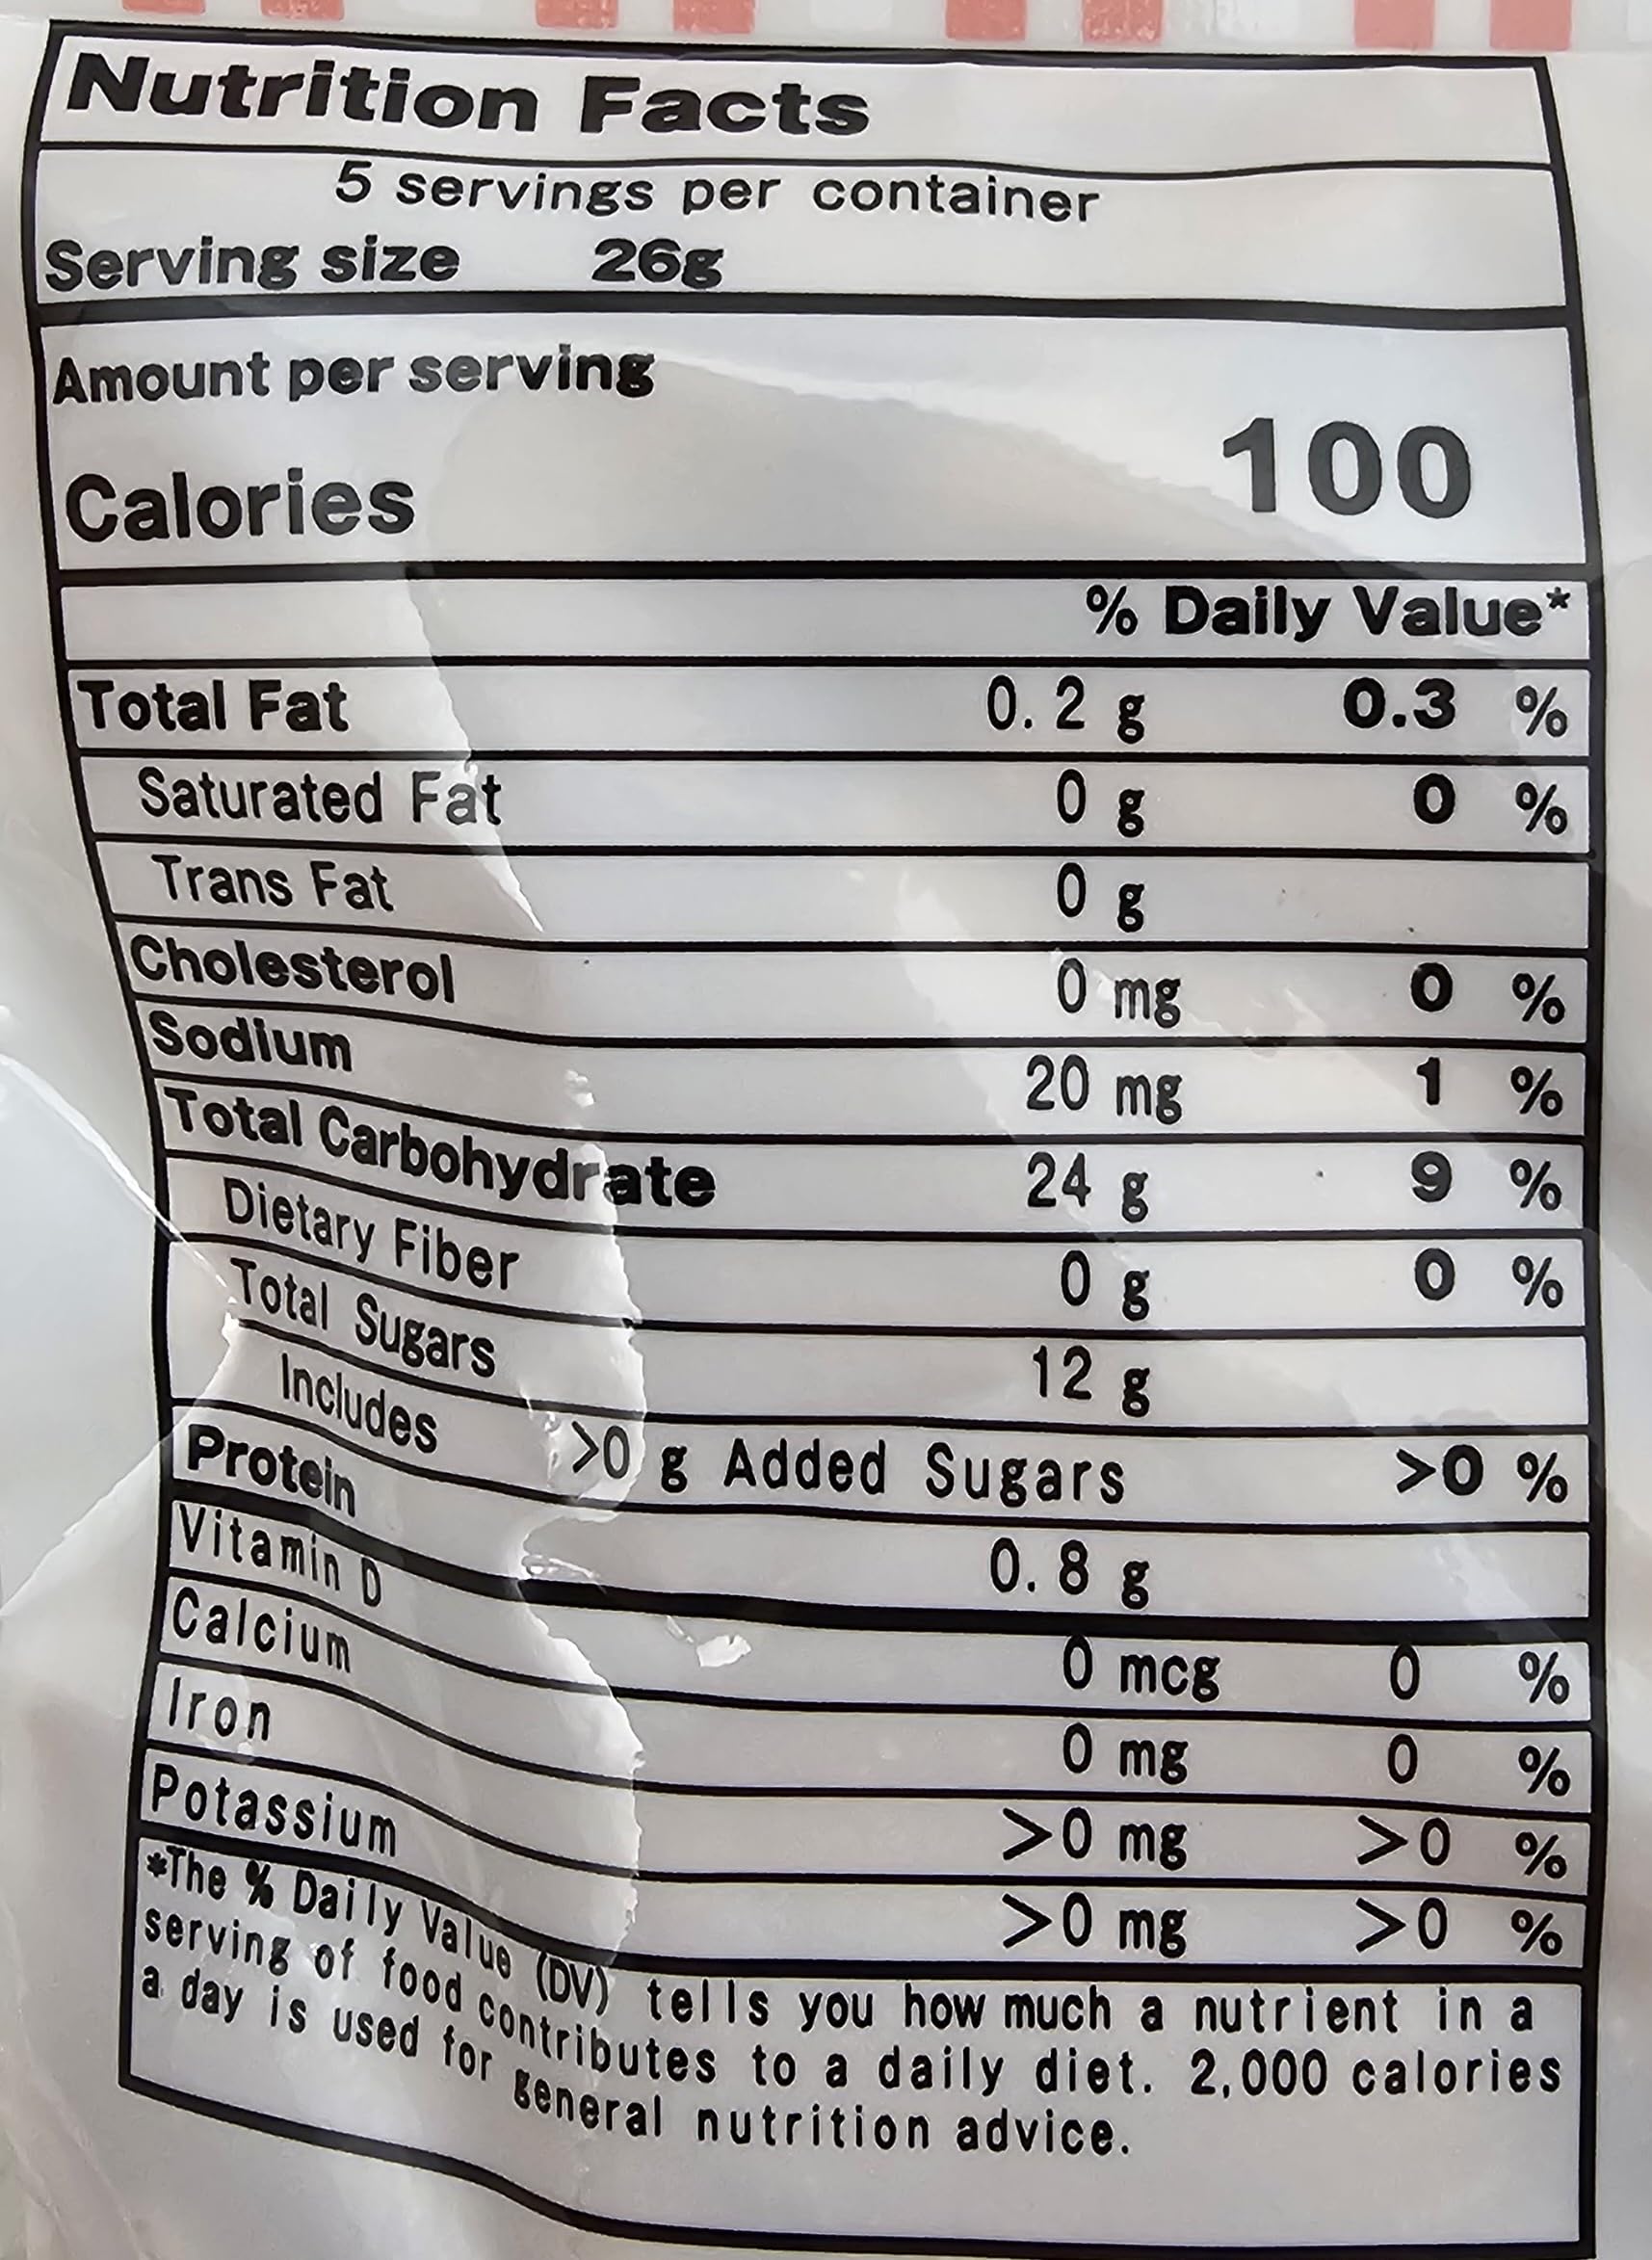 Nutrition Facts
5 servings per container
Serving size 26g
Amount per serving
Calories 100
% Daily Value*
Total Fat 0.2 g 0.3 %
Saturated Fat 0 g 0 %
Trans Fat 0 g
Cholesterol 0 mg 0 %
Sodium 20 mg 1 %
Total Carbohydrate 24 g 9 %
Dietary Fiber 0 g 0 %
Total Sugars 12 g
Includes >0 g Added Sugars >0 %
Protein 0.8 g
Vitamin D 0 mcg 0 %
Calcium 0 mg 0 %
Iron >0 mg >0 %
Potassium >0 mg >0 %
*The % Daily Value (DV) tells you how much a nutrient in a
serving of food contributes to a daily diet. 2,000 calories
a day is used for general nutrition advice.